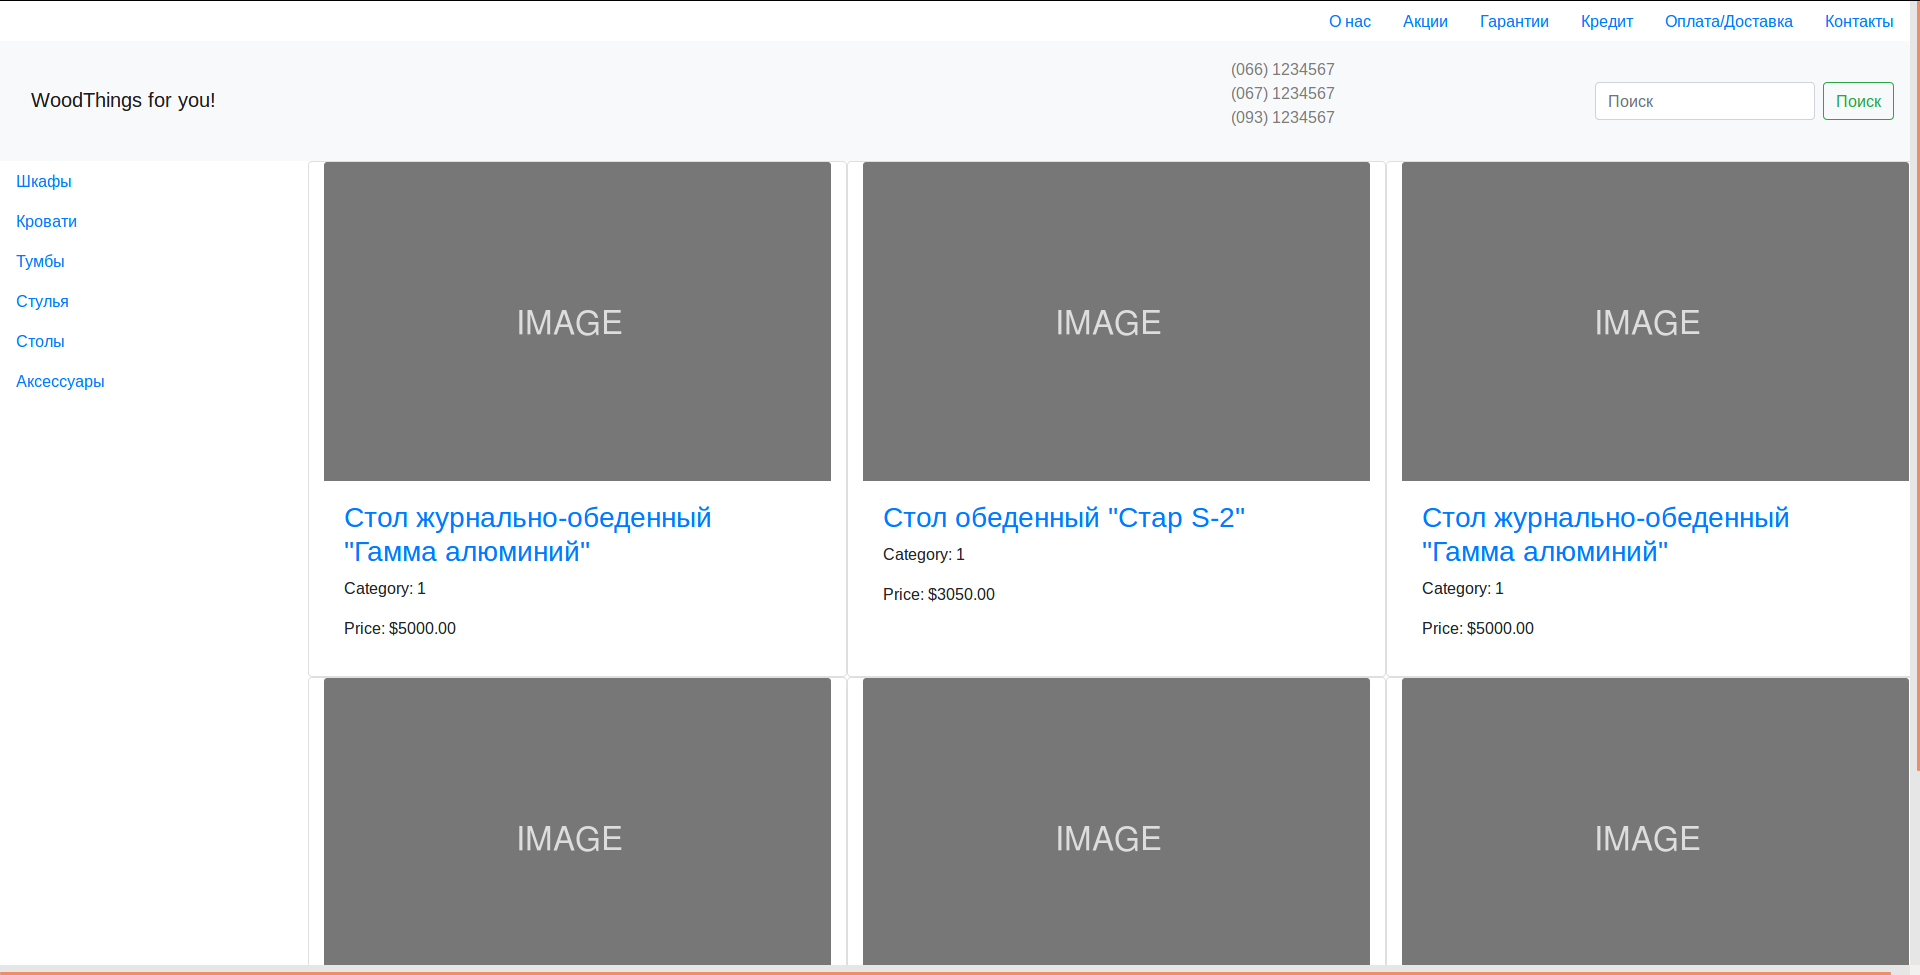 О нас Акции Гарантии Кредит Оплата/Доставка Контакты
WoodThings for you!
(066) 1234567
(067) 1234567
(093) 1234567
Поиск Поиск
Шкафы
Кровати
Тумбы
Стулья
Столы
Аксессуары
IMAGE
Стол журнально-обеденный
"Гамма алюминий"
Category: 1
Price: $5000.00
IMAGE
Стол обеденный "Стар S-2"
Category: 1
Price: $3050.00
IMAGE
Стол журнально-обеденный
"Гамма алюминий"
Category: 1
Price: $5000.00
IMAGE
IMAGE
IMAGE